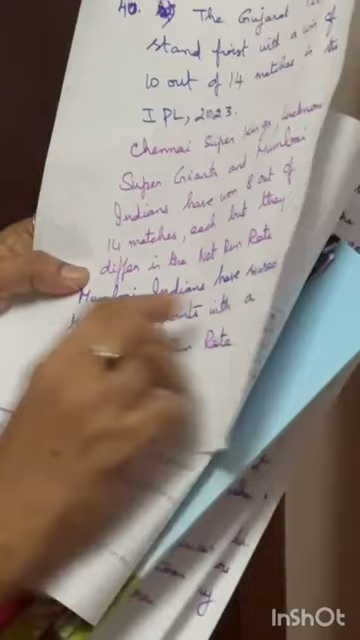 40. The Gujarat
stand first with a win of
10 out of 14 matches in the
IPL, 2023.
Chennai Super Kings, Lucknow
Super Giants and Mumbai
Indians have won 8 out of
14 matches, each but they
differ in the Net Run Rate
Mumbai Indians have
with a
Rate
InShOt